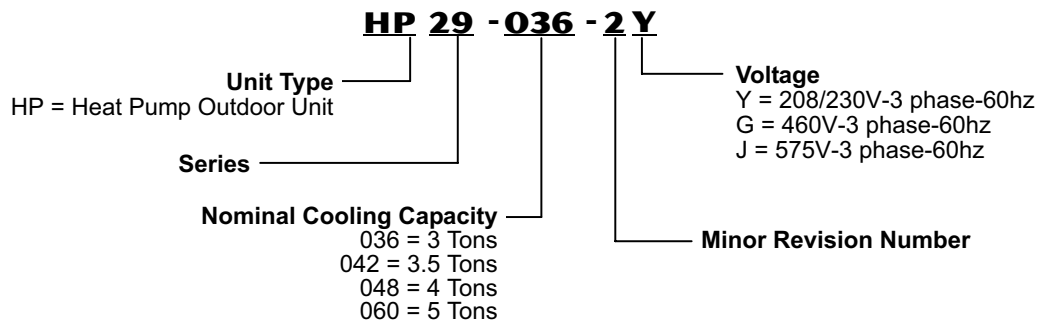 HP 29 - 036 - 2 Y
Unit Type
HP = Heat Pump Outdoor Unit
Series
Nominal Cooling Capacity
036 = 3 Tons
042 = 3.5 Tons
048 = 4 Tons
060 = 5 Tons
Voltage
Y = 208/230V-3 phase-60hz
G = 460V-3 phase-60hz
J = 575V-3 phase-60hz
Minor Revision Number